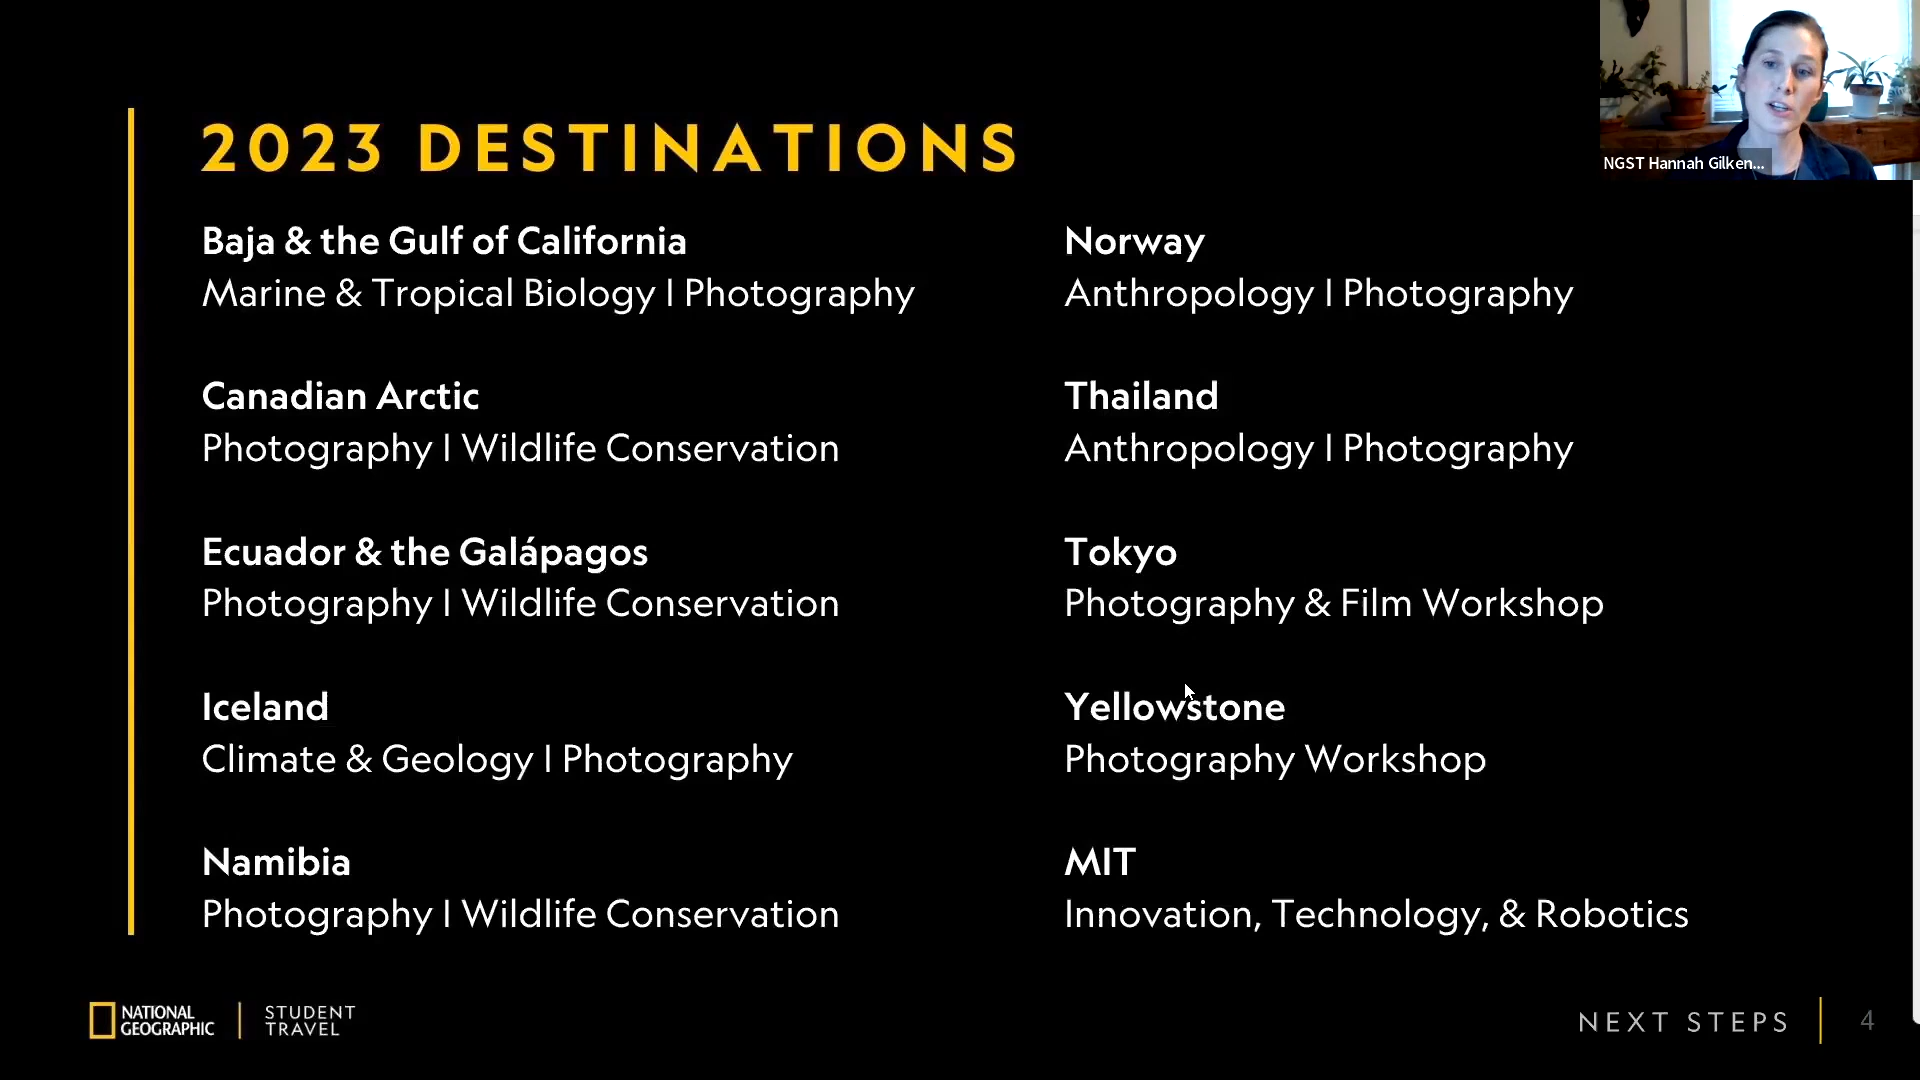 2023 DESTINATIONS
Baja & the Gulf of California
Marine & Tropical Biology | Photography
Canadian Arctic
Photography | Wildlife Conservation
Ecuador & the Galápagos
Photography | Wildlife Conservation
Iceland
Climate & Geology | Photography
Namibia
Photography | Wildlife Conservation
Norway
Anthropology | Photography
Thailand
Anthropology | Photography
Tokyo
Photography & Film Workshop
Yellowstone
Photography Workshop
MIT
Innovation, Technology, & Robotics
NGST Hannah Gilken...
NATIONAL
GEOGRAPHIC
STUDENT
TRAVEL
NEXT STEPS
4